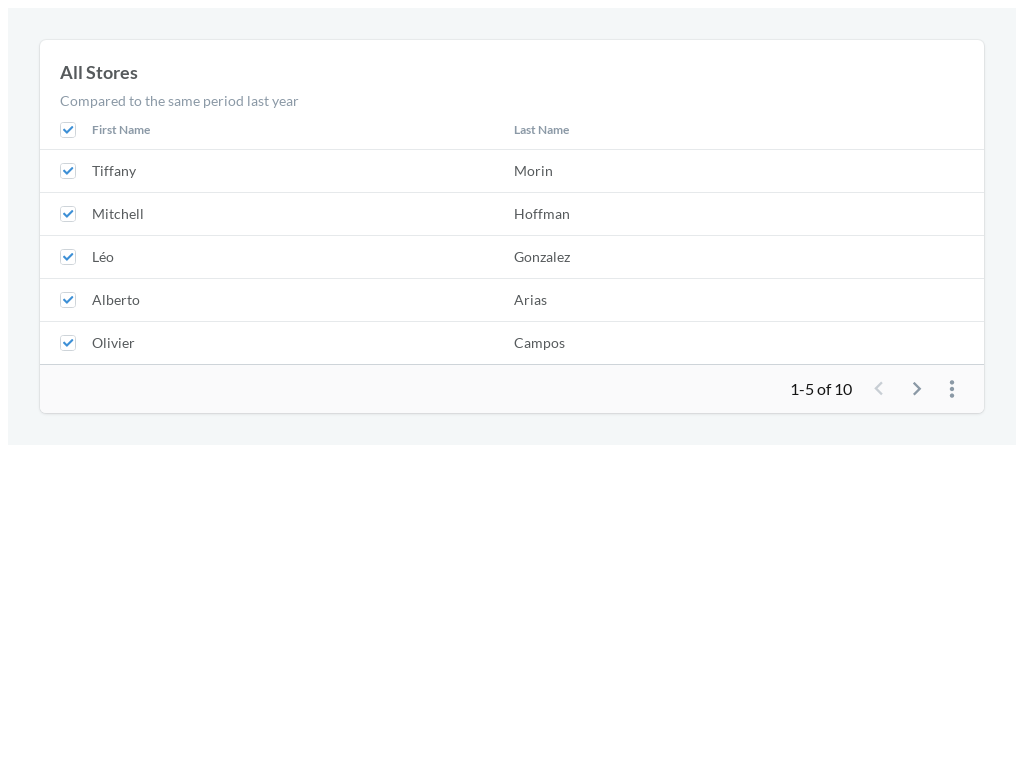 All Stores
Compared to the same period last year
First Name Last Name
Tiffany Morin
Mitchell Hoffman
Léo Gonzalez
Alberto Arias
Olivier Campos
1-5 of 10